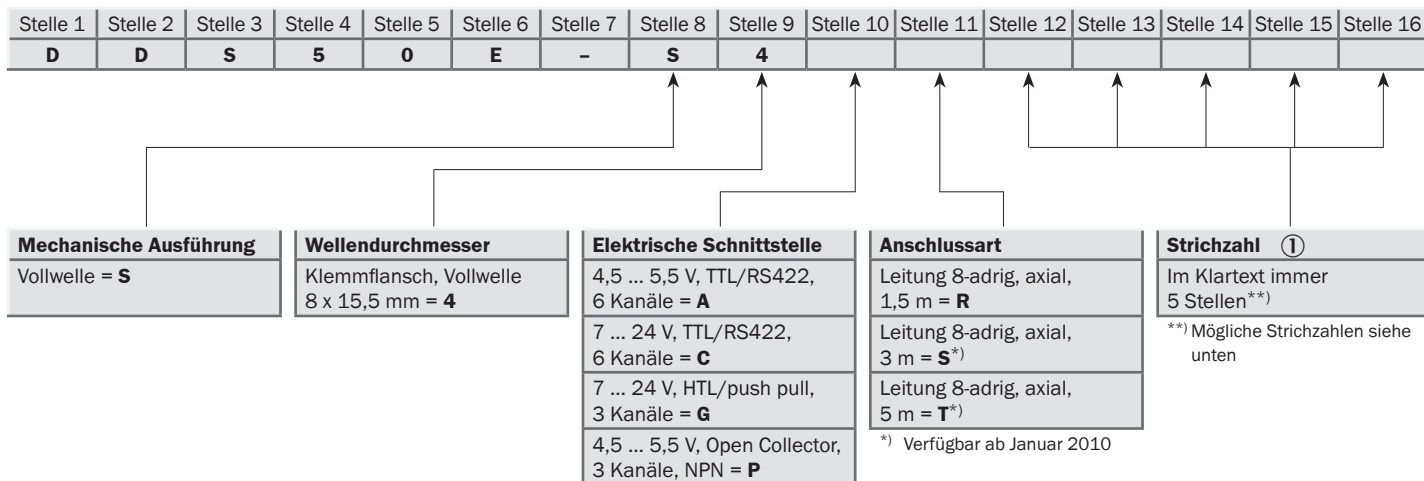 Stelle 1 Stelle 2 Stelle 3 Stelle 4 Stelle 5 Stelle 6 Stelle 7 Stelle 8 Stelle 9 Stelle 10 Stelle 11 Stelle 12 Stelle 13 Stelle 14 Stelle 15 Stelle 16
D D S 5 0 E – S 4
Mechanische Ausführung
Vollwelle = S
Wellendurchmesser
Klemmflansch, Vollwelle
8 x 15,5 mm = 4
Elektrische Schnittstelle
4,5 ... 5,5 V, TTL/RS422,
6 Kanäle = A
7 ... 24 V, TTL/RS422,
6 Kanäle = C
7 ... 24 V, HTL/push pull,
3 Kanäle = G
4,5 ... 5,5 V, Open Collector,
3 Kanäle, NPN = P
Anschlussart
Leitung 8-adrig, axial,
1,5 m = R
Leitung 8-adrig, axial,
3 m = S*)
Leitung 8-adrig, axial,
5 m = T*)
*) Verfügbar ab Januar 2010
Strichzahl ①
Im Klartext immer
5 Stellen**)
**) Mögliche Strichzahlen siehe
unten